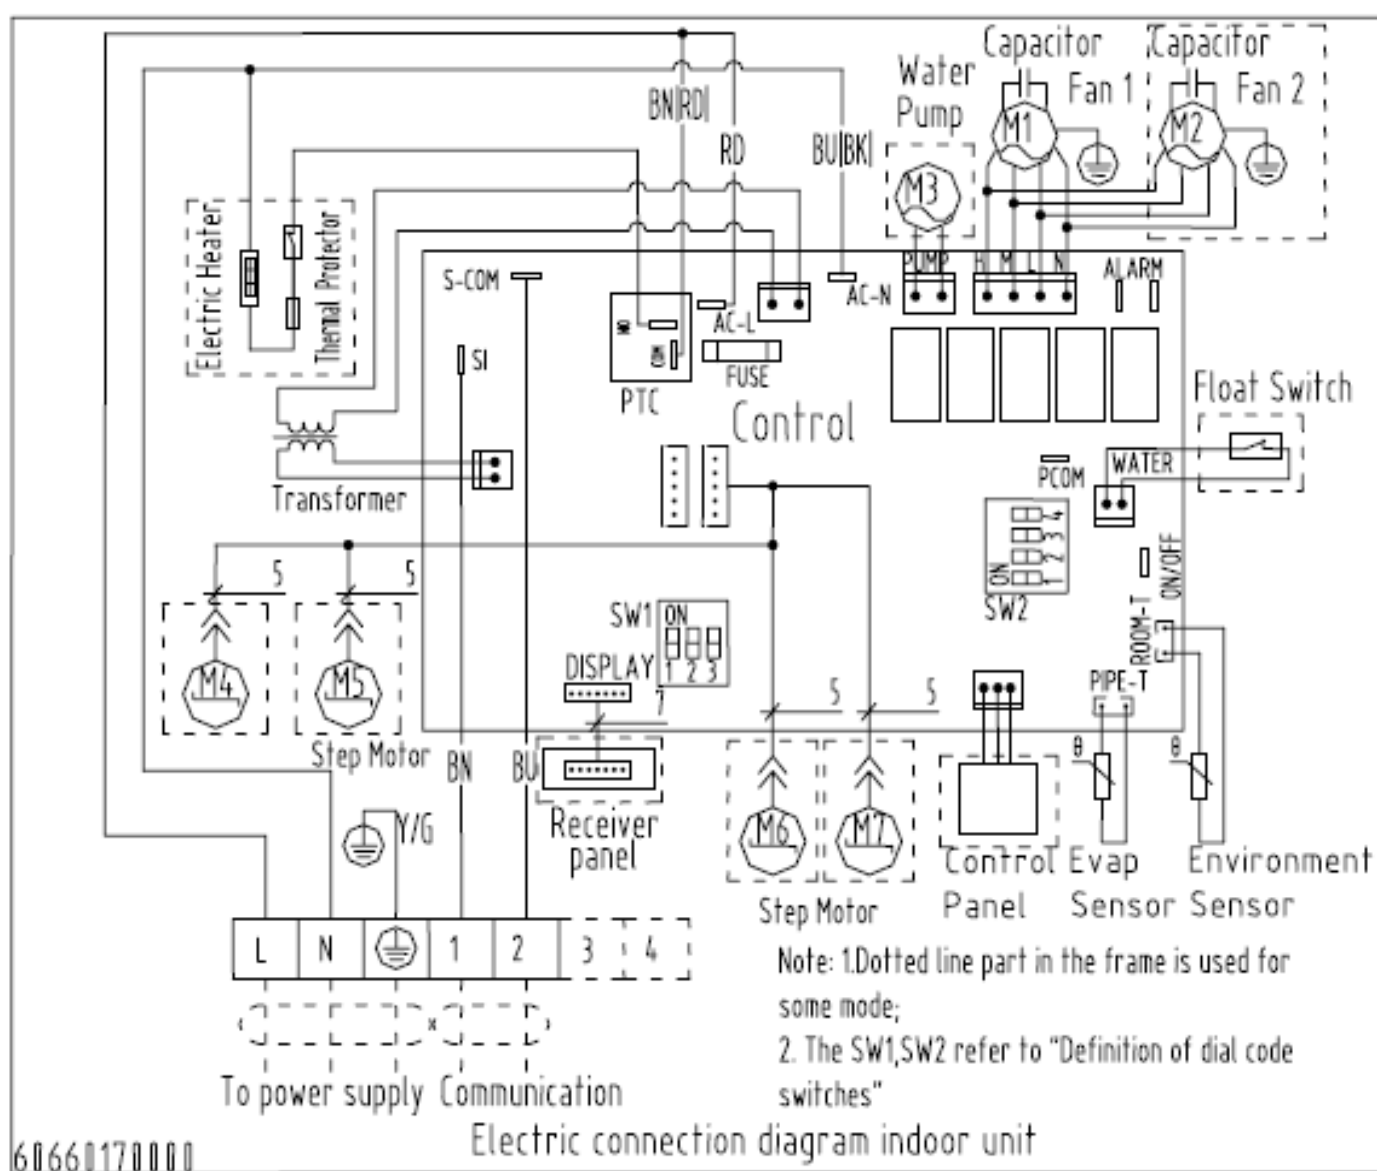 Capacitor
Capacitor
Water
Pump
Fan 1
Fan 2
BN|RD|
RD
BU|BK|
M1
M2
M3
Electric Heater
Thermal Protector
S-COM
PUMP
H
M
L
N
ALARM
AC-N
AC-L
NO
COM
SI
FUSE
PTC
Control
Float Switch
Transformer
PCOM
WATER
ON
1
2
3
4
SW2
ON/OFF
ROOM-T
5
5
SW1
ON
1
2
3
DISPLAY
7
M4
M5
Step Motor
5
5
PIPE-T
θ
θ
BN
BU
Y/G
Receiver
panel
M6
M7
Step Motor
Control
Panel
Evap
Sensor
Environment
Sensor
L
N
1
2
3
4
To power supply
Communication
Note: 1.Dotted line part in the frame is used for
some mode;
2. The SW1,SW2 refer to "Definition of dial code
switches"
Electric connection diagram indoor unit
60660170000